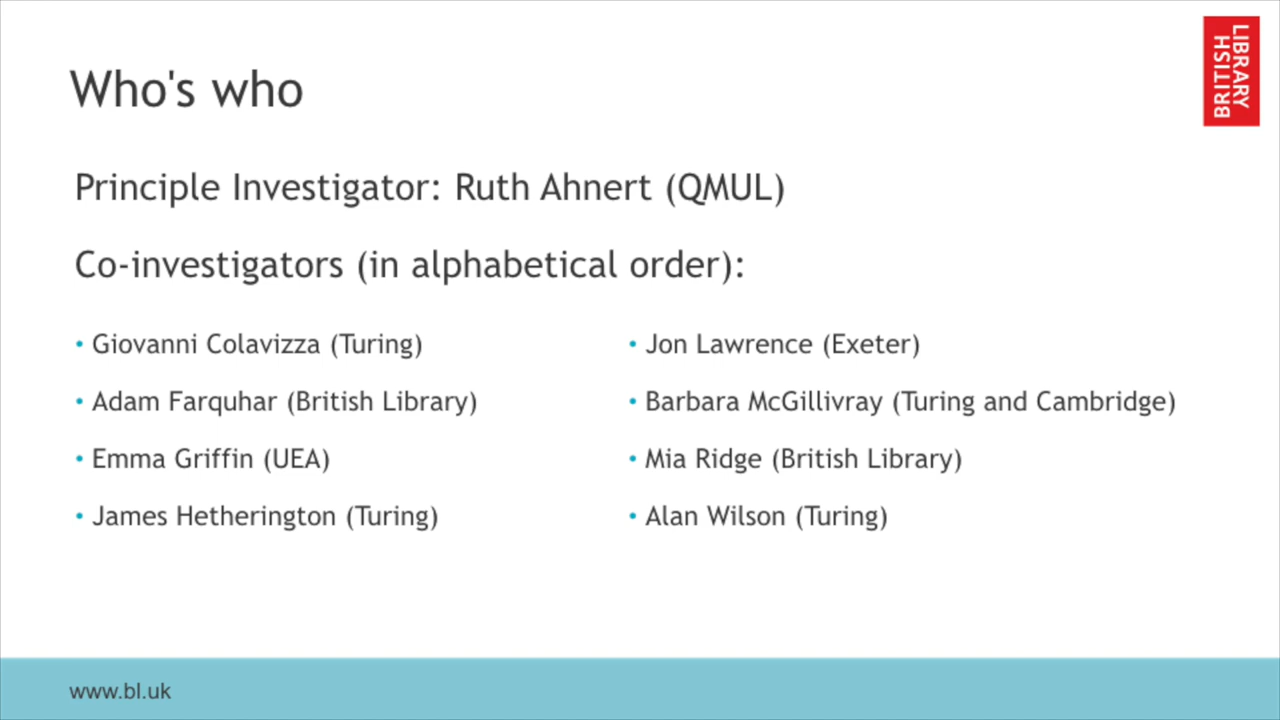 Who's who
LIBRARY
BRITISH
Principle Investigator: Ruth Ahnert (QMUL)
Co-investigators (in alphabetical order):
• Giovanni Colavizza (Turing)
• Adam Farquhar (British Library)
• Emma Griffin (UEA)
• James Hetherington (Turing)
• Jon Lawrence (Exeter)
• Barbara McGillivray (Turing and Cambridge)
• Mia Ridge (British Library)
• Alan Wilson (Turing)
www.bl.uk